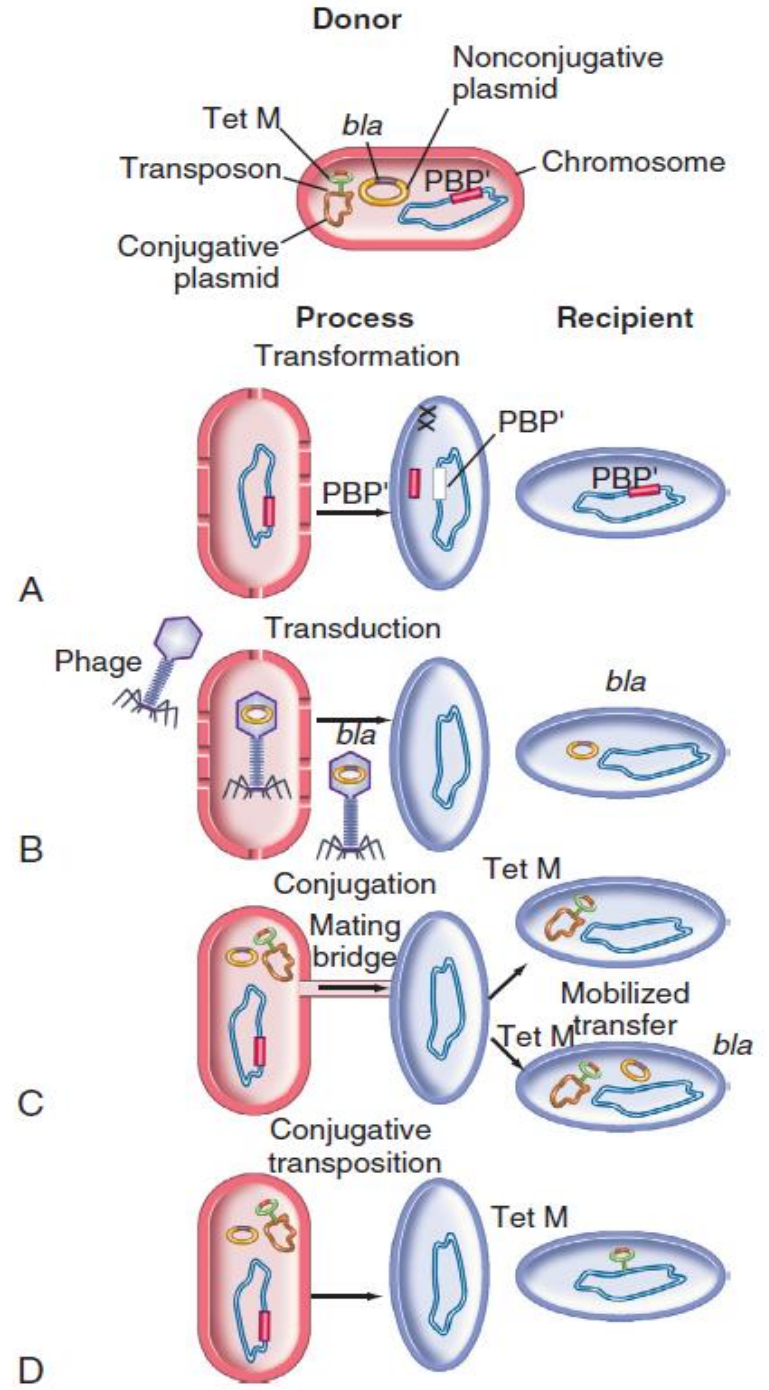 Donor
Nonconjugative
plasmid
Tet M
bla
Transposon
PBP'
Chromosome
Conjugative
plasmid
Process
Recipient
Transformation
PBP'
PBP'
PBP'
A
Transduction
Phage
bla
bla
B
Conjugation
Tet M
Mating
bridge
Mobilized
transfer
Tet M
bla
C
Conjugative
transposition
Tet M
D